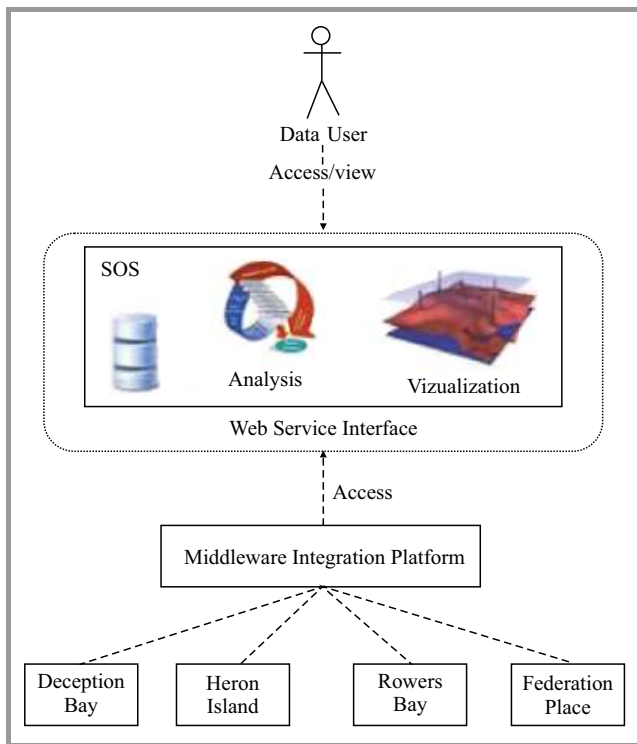 Data User
Access/view
SOS
Analysis
Vizualization
Web Service Interface
Access
Middleware Integration Platform
Deception
Bay
Heron
Island
Rowers
Bay
Federation
Place